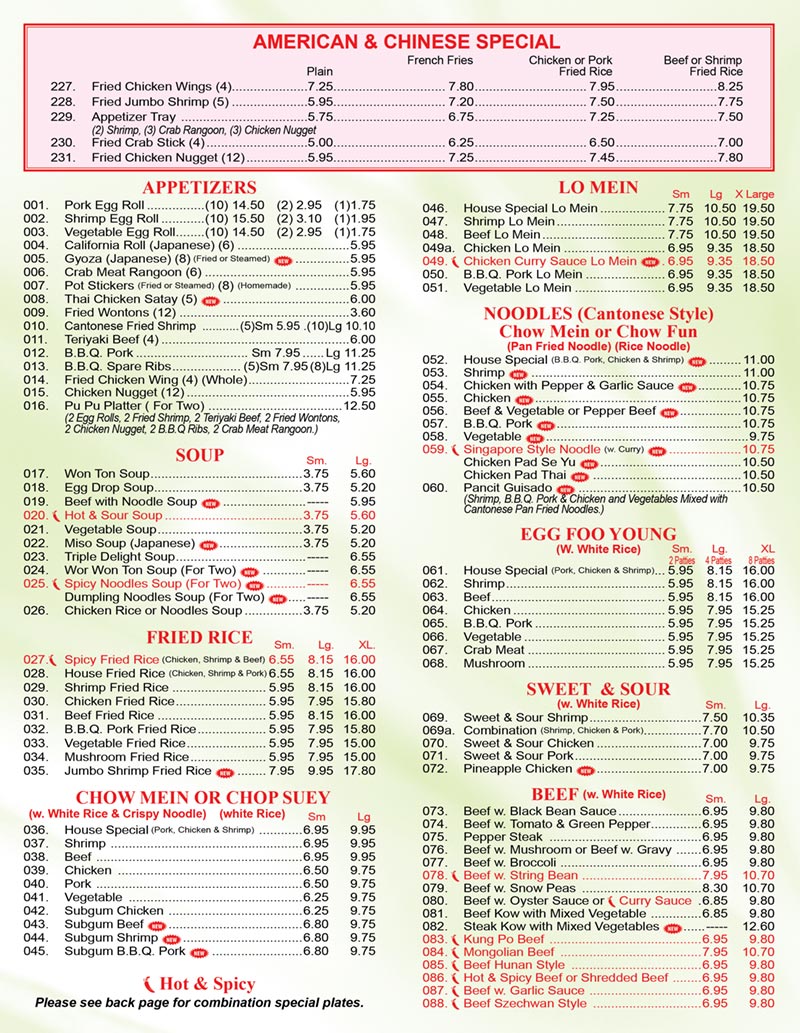 AMERICAN & CHINESE SPECIAL
Plain French Fries Chicken or Pork Fried Rice Beef or Shrimp Fried Rice
227. Fried Chicken Wings (4) 7.25 7.80 7.95 8.25
228. Fried Jumbo Shrimp (5) 5.95 7.20 7.50 7.75
229. Appetizer Tray 5.75 6.75 7.25 7.50
(2) Shrimp, (3) Crab Rangoon, (3) Chicken Nugget
230. Fried Crab Stick (4) 5.00 6.25 6.50 7.00
231. Fried Chicken Nugget (12) 5.95 7.25 7.45 7.80
APPETIZERS
001. Pork Egg Roll (10) 14.50 (2) 2.95 (1)1.75
002. Shrimp Egg Roll (10) 15.50 (2) 3.10 (1)1.95
003. Vegetable Egg Roll (10) 14.50 (2) 2.95 (1)1.75
004. California Roll (Japanese) (6) 5.95
005. Gyoza (Japanese) (8) (Fried or Steamed) NEW 5.95
006. Crab Meat Rangoon (6) 5.95
007. Pot Stickers (Fried or Steamed) (8) (Homemade) 5.95
008. Thai Chicken Satay (5) NEW 6.00
009. Fried Wontons (12) 3.60
010. Cantonese Fried Shrimp (5)Sm 5.95 .(10)Lg 10.10
011. Teriyaki Beef (4) 6.00
012. B.B.Q. Pork Sm 7.95 Lg 11.25
013. B.B.Q. Spare Ribs (5)Sm 7.95 (8)Lg 11.25
014. Fried Chicken Wing (4) (Whole) 7.25
015. Chicken Nugget (12) 5.95
016. Pu Pu Platter ( For Two) 12.50
(2 Egg Rolls, 2 Fried Shrimp, 2 Teriyaki Beef, 2 Fried Wontons,
2 Chicken Nugget, 2 B.B.Q Ribs, 2 Crab Meat Rangoon.)
SOUP
Sm. Lg.
017. Won Ton Soup 3.75 5.60
018. Egg Drop Soup 3.75 5.20
019. Beef with Noodle Soup NEW ----- 5.95
020. Hot & Sour Soup 3.75 5.60
021. Vegetable Soup 3.75 5.20
022. Miso Soup (Japanese) NEW 3.75 5.20
023. Triple Delight Soup ----- 6.55
024. Wor Won Ton Soup (For Two) NEW ----- 6.55
025. Spicy Noodles Soup (For Two) NEW ----- 6.55
Dumpling Noodles Soup (For Two) NEW ----- 6.55
026. Chicken Rice or Noodles Soup 3.75 5.20
FRIED RICE
Sm. Lg. XL.
027. Spicy Fried Rice (Chicken, Shrimp & Beef) 6.55 8.15 16.00
028. House Fried Rice (Chicken, Shrimp & Pork) 6.55 8.15 16.00
029. Shrimp Fried Rice 5.95 8.15 16.00
030. Chicken Fried Rice 5.95 7.95 15.80
031. Beef Fried Rice 5.95 8.15 16.00
032. B.B.Q. Pork Fried Rice 5.95 7.95 15.80
033. Vegetable Fried Rice 5.95 7.95 15.00
034. Mushroom Fried Rice 5.95 7.95 15.00
035. Jumbo Shrimp Fried Rice NEW 7.95 9.95 17.80
CHOW MEIN OR CHOP SUEY
(w. White Rice & Crispy Noodle) (white Rice) Sm Lg
036. House Special (Pork, Chicken & Shrimp) 6.95 9.95
037. Shrimp 6.95 9.95
038. Beef 6.95 9.95
039. Chicken 6.50 9.75
040. Pork 6.50 9.75
041. Vegetable 6.25 9.75
042. Subgum Chicken 6.25 9.75
043. Subgum Beef NEW 6.80 9.75
044. Subgum Shrimp NEW 6.80 9.75
045. Subgum B.B.Q. Pork NEW 6.80 9.75
Hot & Spicy
Please see back page for combination special plates.
LO MEIN
Sm Lg X Large
046. House Special Lo Mein 7.75 10.50 19.50
047. Shrimp Lo Mein 7.75 10.50 19.50
048. Beef Lo Mein 7.75 10.50 19.50
049a. Chicken Lo Mein 6.95 9.35 18.50
049. Chicken Curry Sauce Lo Mein NEW 6.95 9.35 18.50
050. B.B.Q. Pork Lo Mein 6.95 9.35 18.50
051. Vegetable Lo Mein 6.95 9.35 18.50
NOODLES (Cantonese Style)
Chow Mein or Chow Fun
(Pan Fried Noodle) (Rice Noodle)
052. House Special (B.B.Q. Pork, Chicken & Shrimp) NEW 11.00
053. Shrimp NEW 11.00
054. Chicken with Pepper & Garlic Sauce NEW 10.75
055. Chicken NEW 10.75
056. Beef & Vegetable or Pepper Beef NEW 10.75
057. B.B.Q. Pork NEW 10.75
058. Vegetable NEW 9.75
059. Singapore Style Noodle (w. Curry) NEW 10.75
Chicken Pad Se Yu NEW 10.50
Chicken Pad Thai NEW 10.50
060. Pancit Guisado NEW 10.50
(Shrimp, B.B.Q. Pork & Chicken and Vegetables Mixed with
Cantonese Pan Fried Noodles.)
EGG FOO YOUNG
(W. White Rice) Sm. Lg. XL
2 Patties 4 Patties 8 Patties
061. House Special (Pork, Chicken & Shrimp) 5.95 8.15 16.00
062. Shrimp 5.95 8.15 16.00
063. Beef 5.95 8.15 16.00
064. Chicken 5.95 7.95 15.25
065. B.B.Q. Pork 5.95 7.95 15.25
066. Vegetable 5.95 7.95 15.25
067. Crab Meat 5.95 7.95 15.25
068. Mushroom 5.95 7.95 15.25
SWEET & SOUR
(w. White Rice) Sm. Lg.
069. Sweet & Sour Shrimp 7.50 10.35
069a. Combination (Shrimp, Chicken & Pork) 7.70 10.50
070. Sweet & Sour Chicken 7.00 9.75
071. Sweet & Sour Pork 7.00 9.75
072. Pineapple Chicken NEW 7.00 9.75
BEEF (w. White Rice) Sm. Lg.
073. Beef w. Black Bean Sauce 6.95 9.80
074. Beef w. Tomato & Green Pepper 6.95 9.80
075. Pepper Steak 6.95 9.80
076. Beef w. Mushroom or Beef w. Gravy 6.95 9.80
077. Beef w. Broccoli 6.95 9.80
078. Beef w. String Bean 7.95 10.70
079. Beef w. Snow Peas 8.30 10.70
080. Beef w. Oyster Sauce or Curry Sauce 6.85 9.80
081. Beef Kow with Mixed Vegetable 6.85 9.80
082. Steak Kow with Mixed Vegetables NEW ----- 12.60
083. Kung Po Beef 6.95 9.80
084. Mongolian Beef 7.95 10.70
085. Beef Hunan Style 6.95 9.80
086. Hot & Spicy Beef or Shredded Beef 6.95 9.80
087. Beef w. Garlic Sauce 6.95 9.80
088. Beef Szechwan Style 6.95 9.80